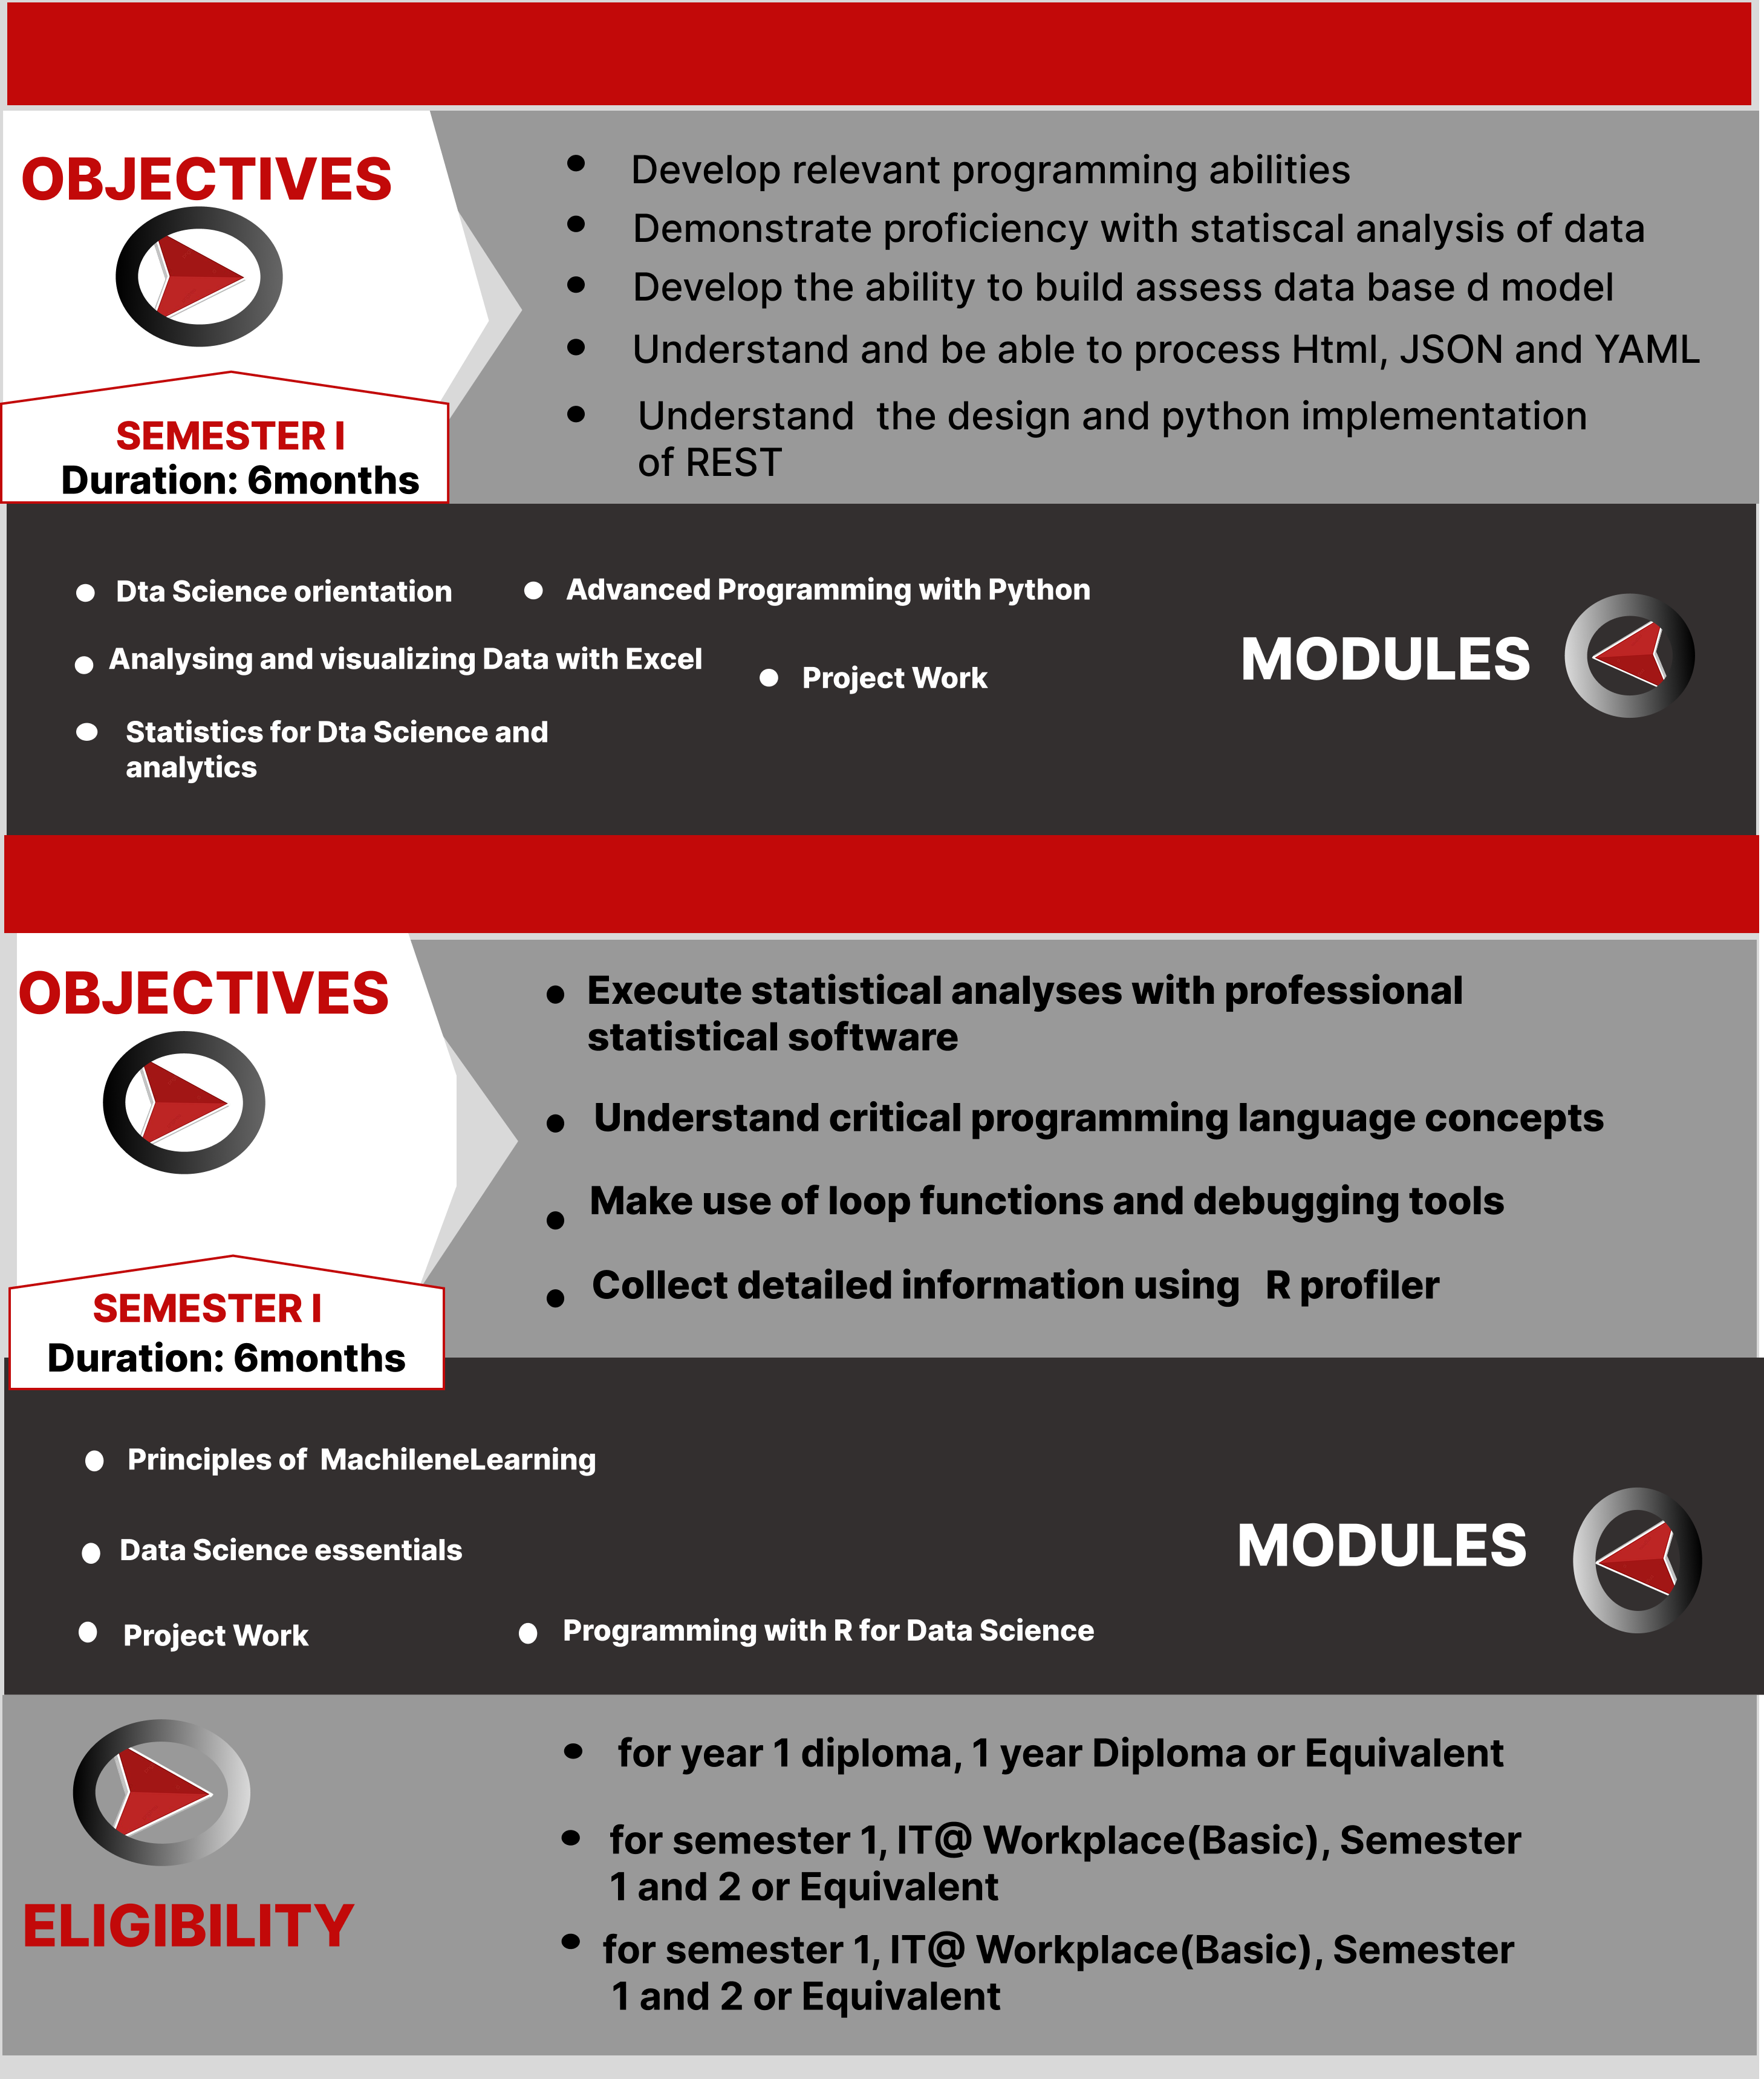 OBJECTIVES
Develop relevant programming abilities
Demonstrate proficiency with statiscal analysis of data
Develop the ability to build assess data base d model
Understand and be able to process Html, JSON and YAML
Understand  the design and python implementation
of REST
SEMESTER I
Duration: 6months
Dta Science orientation
Advanced Programming with Python
Analysing and visualizing Data with Excel
Project Work
Statistics for Dta Science and
analytics
MODULES
OBJECTIVES
Execute statistical analyses with professional
statistical software
Understand critical programming language concepts
Make use of loop functions and debugging tools
Collect detailed information using   R profiler
SEMESTER I
Duration: 6months
Principles of  MachileneLearning
Data Science essentials
Project Work
Programming with R for Data Science
MODULES
ELIGIBILITY
for year 1 diploma, 1 year Diploma or Equivalent
for semester 1, IT@ Workplace(Basic), Semester
1 and 2 or Equivalent
for semester 1, IT@ Workplace(Basic), Semester
1 and 2 or Equivalent